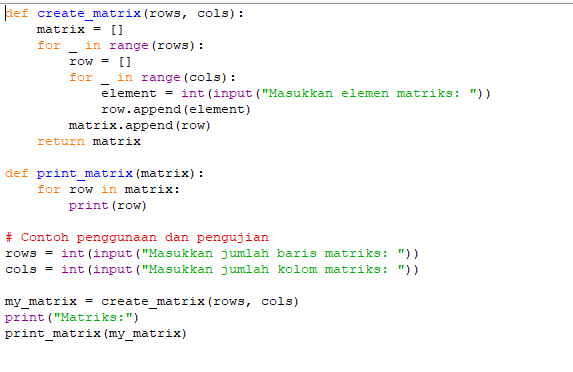 def create_matrix(rows, cols):
    matrix = []
    for _ in range(rows):
        row = []
        for _ in range(cols):
            element = int(input("Masukkan elemen matriks: "))
            row.append(element)
        matrix.append(row)
    return matrix

def print_matrix(matrix):
    for row in matrix:
        print(row)

# Contoh penggunaan dan pengujian
rows = int(input("Masukkan jumlah baris matriks: "))
cols = int(input("Masukkan jumlah kolom matriks: "))

my_matrix = create_matrix(rows, cols)
print("Matriks:")
print_matrix(my_matrix)